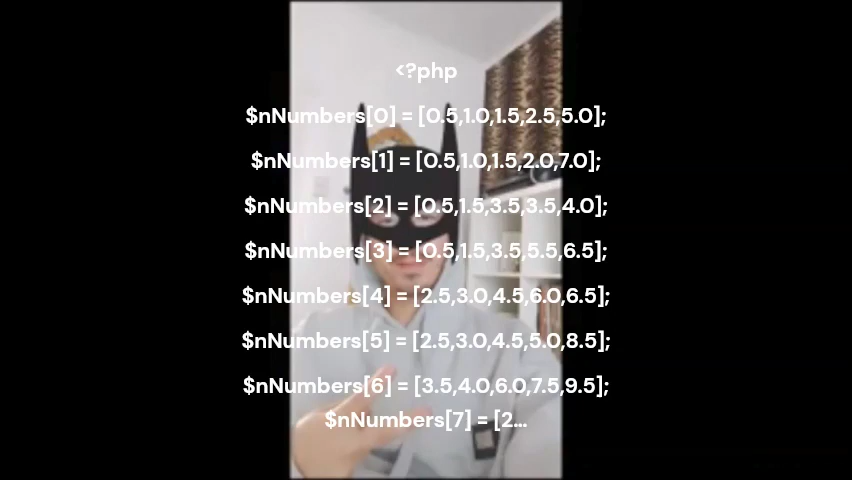 <?php
$nNumbers[0] = [0.5,1.0,1.5,2.5,5.0];
$nNumbers[1] = [0.5,1.0,1.5,2.0,7.0];
$nNumbers[2] = [0.5,1.5,3.5,3.5,4.0];
$nNumbers[3] = [0.5,1.5,3.5,5.5,6.5];
$nNumbers[4] = [2.5,3.0,4.5,6.0,6.5];
$nNumbers[5] = [2.5,3.0,4.5,5.0,8.5];
$nNumbers[6] = [3.5,4.0,6.0,7.5,9.5];
$nNumbers[7] = [2...